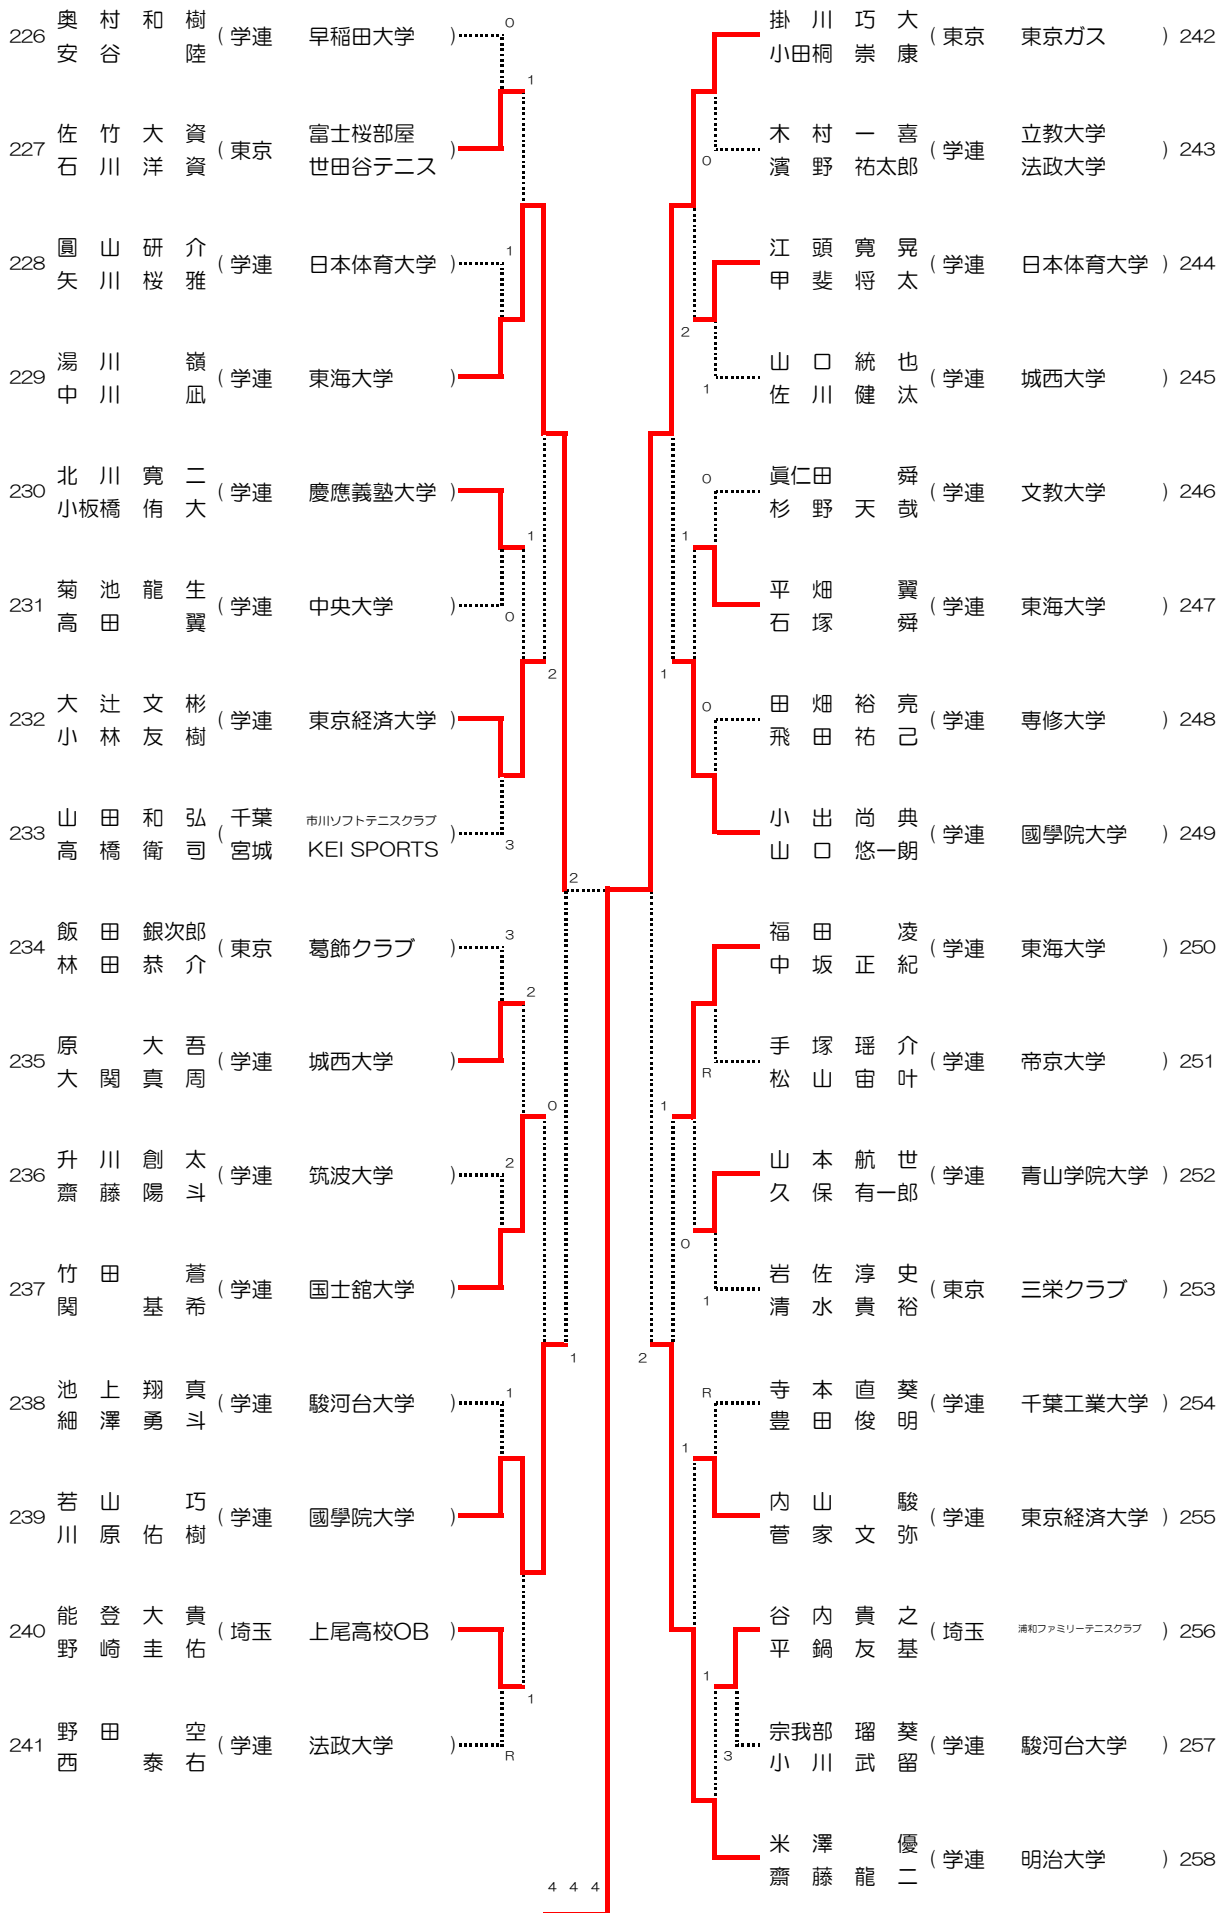 226 奥村和樹 安谷陸 (学連 早稲田大学)
0
1
227 佐竹大資 石川洋資 (東京 富士桜部屋 世田谷テニス)
228 圓山研介 矢川桜雅 (学連 日本体育大学)
1
229 湯川嶺 中川凪 (学連 東海大学)
230 北川寛二 小板橋侑大 (学連 慶應義塾大学)
1
231 菊池龍生 高田翼 (学連 中央大学)
0
2
232 大辻文彬 小林友樹 (学連 東京経済大学)
233 山田和弘 高橋衛司 (千葉 宮城 市川ソフトテニスクラブ KEI SPORTS)
3
2
234 飯田銀次郎 林田恭介 (東京 葛飾クラブ)
3
2
235 原大吾 大関真周 (学連 城西大学)
0
236 升川創太 齋藤陽斗 (学連 筑波大学)
2
237 竹田蒼 関基希 (学連 国士舘大学)
1
238 池上翔真 細澤勇斗 (学連 駿河台大学)
1
239 若山巧 川原佑樹 (学連 國學院大学)
240 能登大貴 野崎圭佑 (埼玉 上尾高校OB)
1
241 野田空 西泰右 (学連 法政大学)
R
4 4 4
掛川巧大 小田桐崇康 (東京 東京ガス) 242
木村一喜 濱野祐太郎 (学連 立教大学 法政大学) 243
0
江頭寛晃 甲斐将太 (学連 日本体育大学) 244
2
山口統也 佐川健汰 (学連 城西大学) 245
1
眞仁田舜 杉野天哉 (学連 文教大学) 246
0
1
平畑翼 石塚舜 (学連 東海大学) 247
1
田畑裕亮 飛田祐己 (学連 専修大学) 248
0
小出尚典 山口悠一朗 (学連 國學院大学) 249
福田凌 中坂正紀 (学連 東海大学) 250
手塚瑶介 松山宙叶 (学連 帝京大学) 251
R
1
山本航世 久保有一郎 (学連 青山学院大学) 252
0
岩佐淳史 清水貴裕 (東京 三栄クラブ) 253
1
2
寺本直葵 豊田俊明 (学連 千葉工業大学) 254
R
1
内山駿 菅家文弥 (学連 東京経済大学) 255
谷内貴之 平鍋友基 (埼玉 浦和ファミリーテニスクラブ) 256
1
宗我部瑠葵 小川武留 (学連 駿河台大学) 257
3
米澤優 齋藤龍二 (学連 明治大学) 258